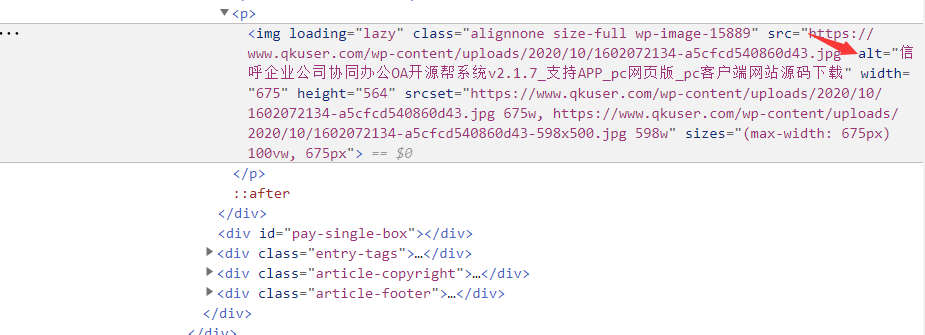 ▼<p>
<img loading="lazy" class="alignnone size-full wp-image-15889" src="https://
www.qkuser.com/wp-content/uploads/2020/10/1602072134-a5cfcd540860d43.jpg" alt="信
呼企业公司协同办公OA开源帮系统v2.1.7_支持APP_pc网页版_pc客户端网站源码下载" width=
"675" height="564" srcset="https://www.qkuser.com/wp-content/uploads/2020/10/
1602072134-a5cfcd540860d43.jpg 675w, https://www.qkuser.com/wp-content/uploads/
2020/10/1602072134-a5cfcd540860d43-598x500.jpg 598w" sizes="(max-width: 675px)
100vw, 675px"> == $0
</p>
::after
</div>
<div id="pay-single-box"></div>
▶<div class="entry-tags">…</div>
▶<div class="article-copyright">…</div>
▶<div class="article-footer">…</div>
</div>